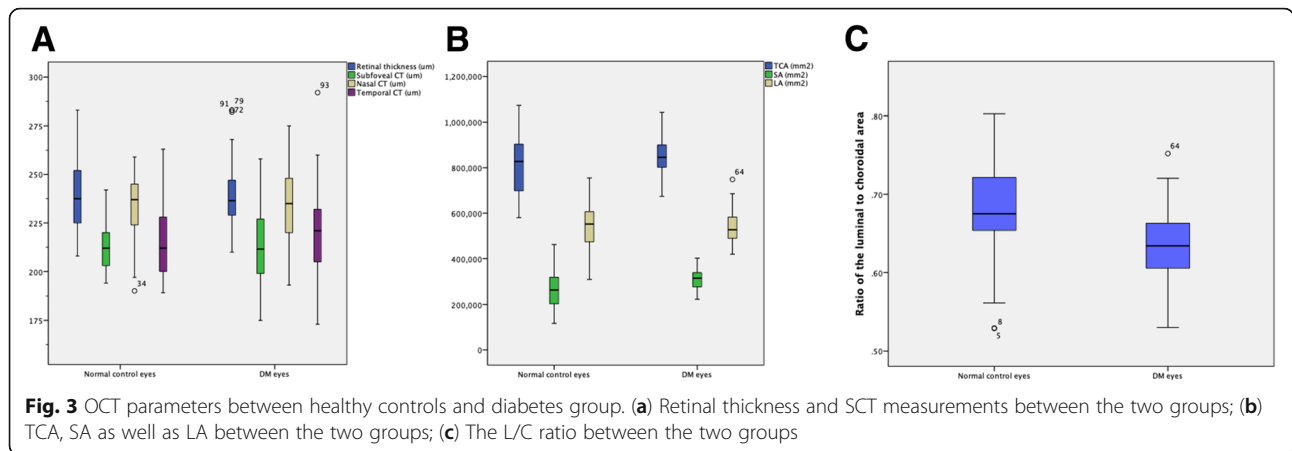 A
B
C
Retinal thickness (um)
Subfoveal CT (um)
Nasal CT (um)
Temporal CT (um)
300
275
250
225
200
175
34
91
79
72
93
Normal control eyes
DM eyes
TCA (mm2)
SA (mm2)
LA (mm2)
1,200,000
1,000,000
800,000
600,000
400,000
200,000
0
64
Normal control eyes
DM eyes
Ratio of the luminal to choroidal area
.80
.70
.60
.50
8
5
64
Normal control eyes
DM eyes
Fig. 3 OCT parameters between healthy controls and diabetes group. (a) Retinal thickness and SCT measurements between the two groups; (b)
TCA, SA as well as LA between the two groups; (c) The L/C ratio between the two groups